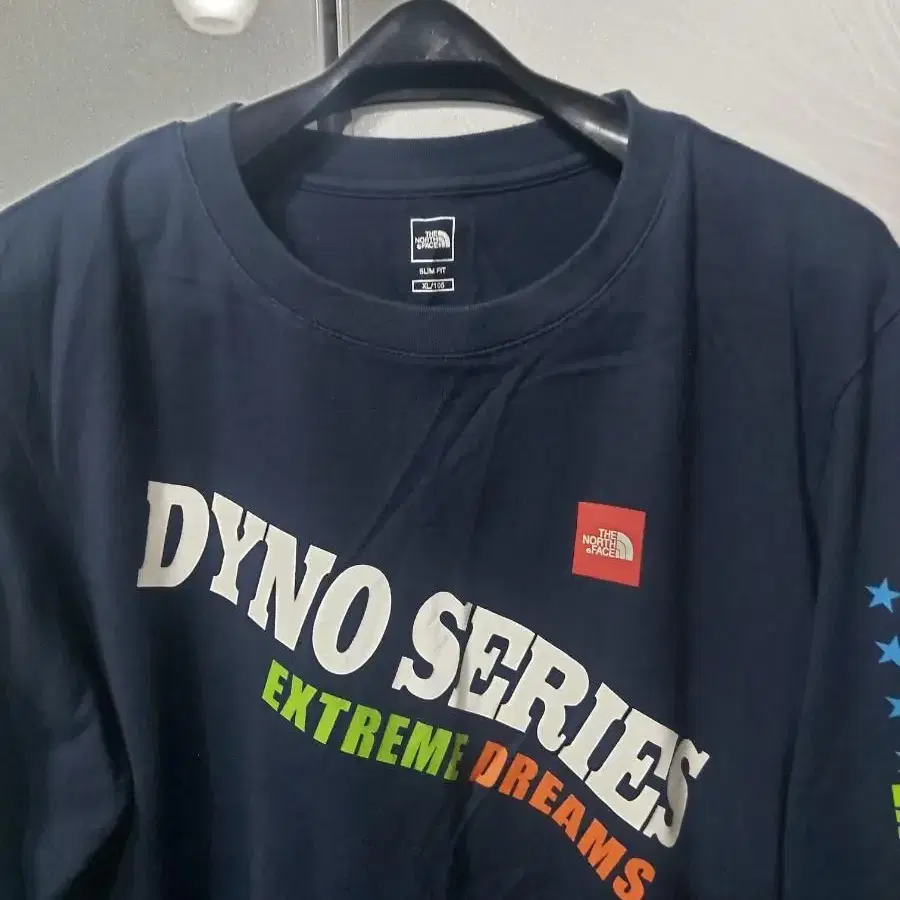 THE
NORTH
FACE
SLIM FIT
XL/105
THE
NORTH
FACE
DYNO SERIES
EXTREME DREAMS